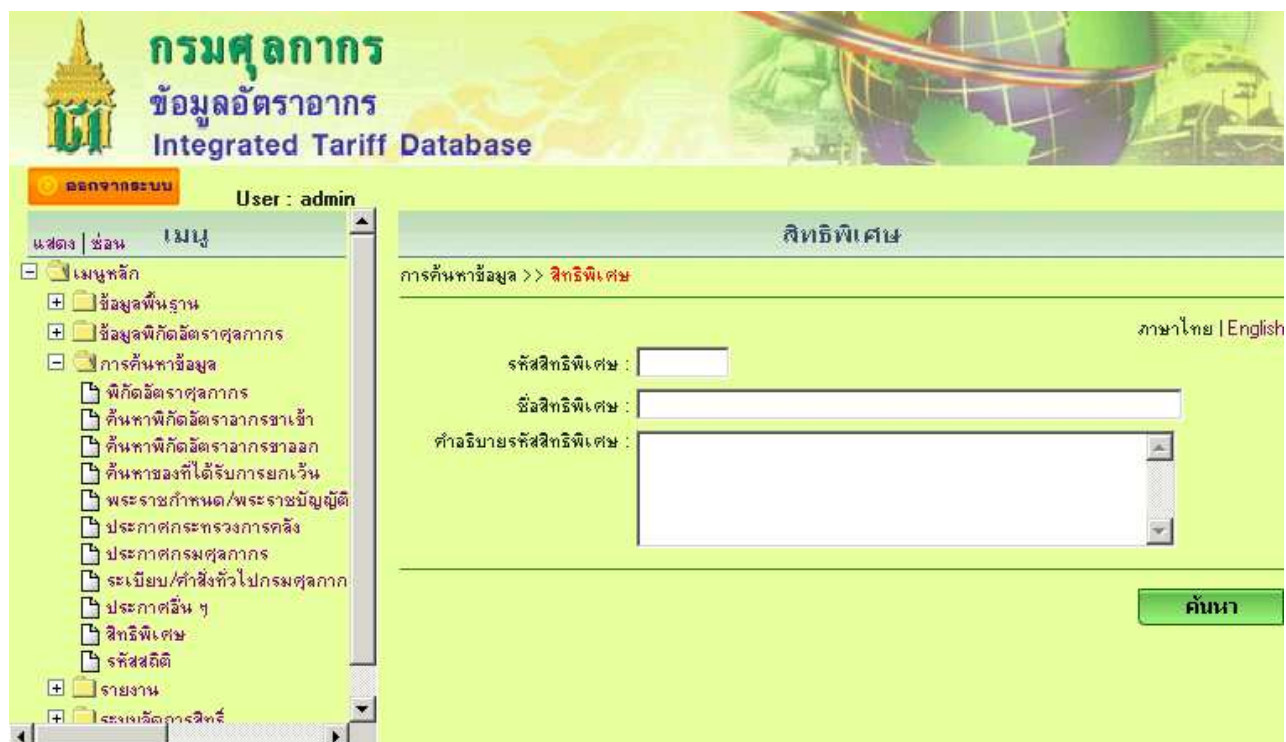 กรมศุลกากร
ข้อมูลอัตราอากร
Integrated Tariff Database
ออกจากระบบ
User : admin
แสดง | ซ่อน เมนู
เมนูหลัก
ข้อมูลพื้นฐาน
ข้อมูลพิกัดอัตราศุลกากร
การค้นหาข้อมูล
พิกัดอัตราศุลกากร
ค้นหาพิกัดอัตราอากรขาเข้า
ค้นหาพิกัดอัตราอากรขาออก
ค้นหาของที่ได้รับการยกเว้น
พระราชกำหนด/พระราชบัญญัติ
ประกาศกระทรวงการคลัง
ประกาศกรมศุลกากร
ระเบียบ/คำสั่งทั่วไปกรมศุลกาก
ประกาศอื่น ๆ
สิทธิพิเศษ
รหัสสถิติ
รายงาน
ระบบจัดการสิทธิ์
สิทธิพิเศษ
การค้นหาข้อมูล >> สิทธิพิเศษ
ภาษาไทย | English
รหัสสิทธิพิเศษ :
ชื่อสิทธิพิเศษ :
คำอธิบายรหัสสิทธิพิเศษ :
ค้นหา